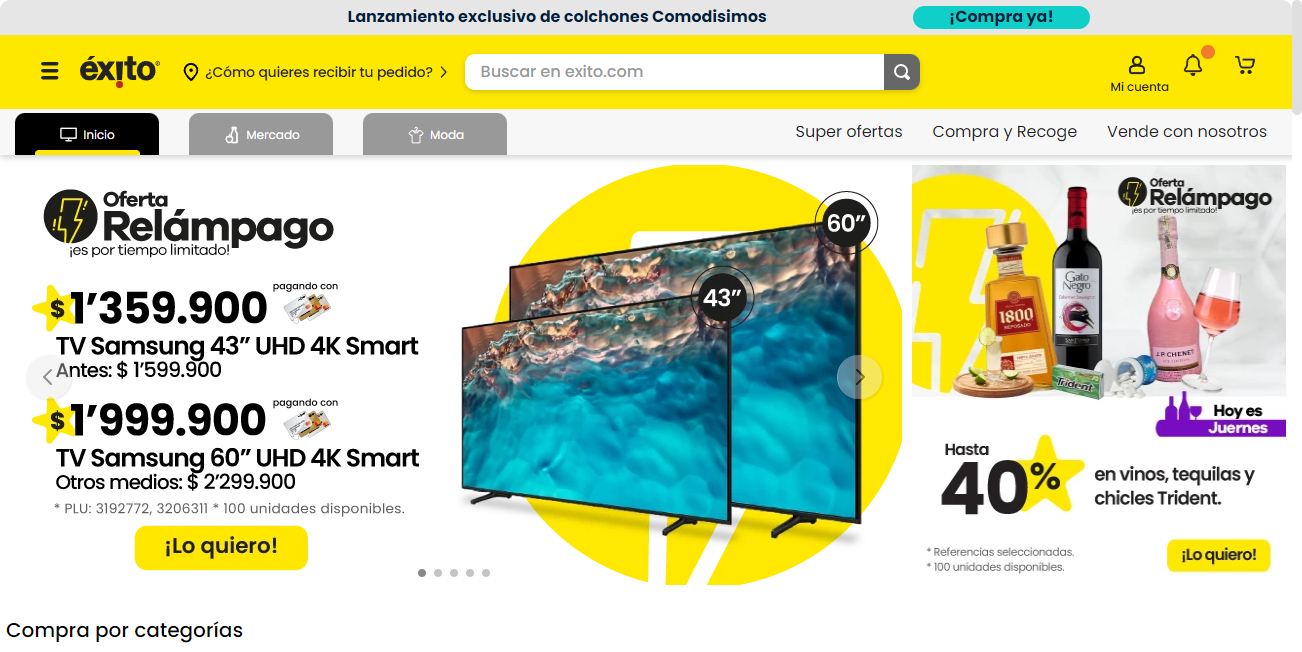 Lanzamiento exclusivo de colchones Comodisimos
¡Compra ya!
éxito
¿Cómo quieres recibir tu pedido?
Buscar en exito.com
Mi cuenta
Inicio
Mercado
Moda
Super ofertas
Compra y Recoge
Vende con nosotros
Oferta
Relámpago
¡es por tiempo limitado!
pagando con
$1’359.900
TV Samsung 43” UHD 4K Smart
Antes: $ 1’599.900
pagando con
$1’999.900
TV Samsung 60” UHD 4K Smart
Otros medios: $ 2’299.900
* PLU: 3192772, 3206311 * 100 unidades disponibles.
¡Lo quiero!
60”
43”
Oferta
Relámpago
¡es por tiempo limitado!
1800
REPOSADO
Gato
Negro
Cabernet Sauvignon
J.P. CHENET
Trident
Hoy es
Juernes
Hasta
40%
en vinos, tequilas y
chicles Trident.
* Referencias seleccionadas.
* 100 unidades disponibles.
¡Lo quiero!
Compra por categorías